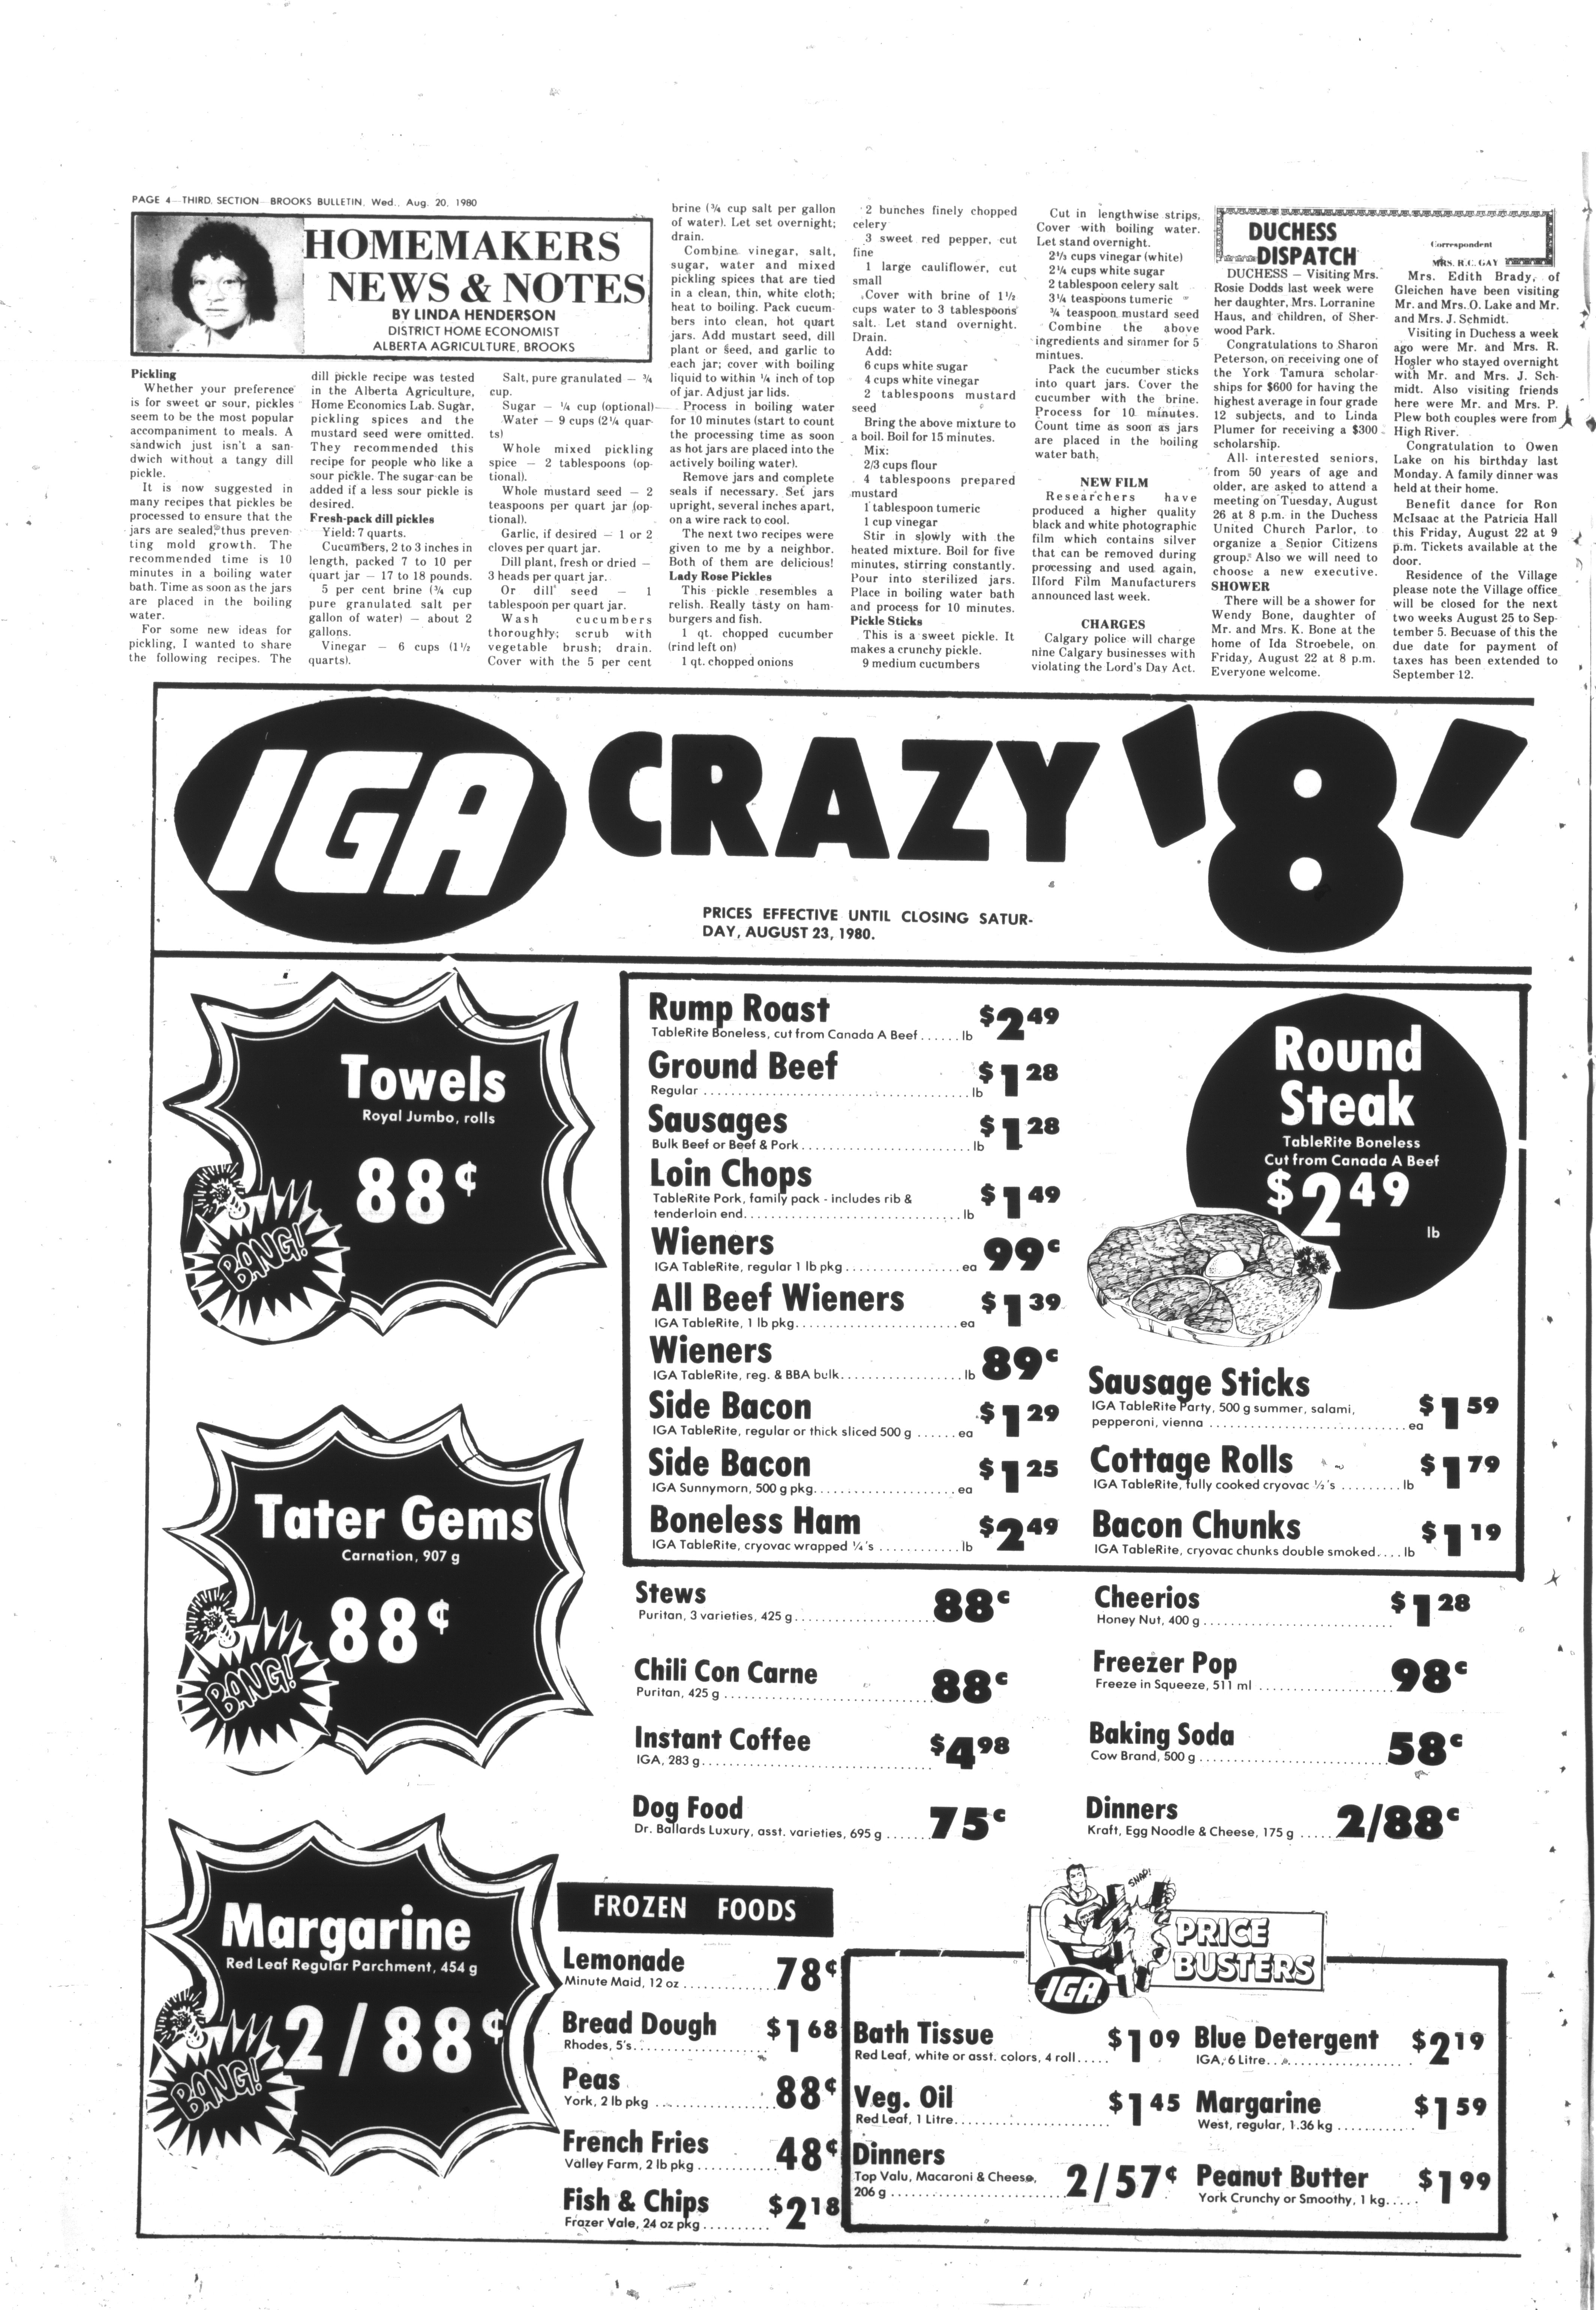 PAGE 4—THIRD SECTION—BROOKS BULLETIN, Wed., Aug. 20, 1980
HOMEMAKERS
NEWS & NOTES
BY LINDA HENDERSON
DISTRICT HOME ECONOMIST
ALBERTA AGRICULTURE, BROOKS
Pickling
Whether your preference
is for sweet or sour, pickles
seem to be the most popular
accompaniment to meals. A
sandwich just isn't a san-
dwich without a tangy dill
pickle.
It is now suggested in
many recipes that pickles be
processed to ensure that the
jars are sealed, thus preven-
ting mold growth. The
recommended time is 10
minutes in a boiling water
bath. Time as soon as the jars
are placed in the boiling
water.
For some new ideas for
pickling, I wanted to share
the following recipes. The
dill pickle recipe was tested
in the Alberta Agriculture,
Home Economics Lab. Sugar,
pickling spices and the
mustard seed were omitted.
They recommended this
recipe for people who like a
sour pickle. The sugar can be
added if a less sour pickle is
desired.
Fresh-pack dill pickles
Yield: 7 quarts.
Cucumbers, 2 to 3 inches in
length, packed 7 to 10 per
quart jar — 17 to 18 pounds.
5 per cent brine (¾ cup
pure granulated salt per
gallon of water) — about 2
gallons.
Vinegar — 6 cups (1½
quarts).
Salt, pure granulated — ¾
cup.
Sugar — ¼ cup (optional)
Water — 9 cups (2¼ quar-
ts)
Whole mixed pickling
spice — 2 tablespoons (op-
tional).
Whole mustard seed — 2
teaspoons per quart jar (op-
tional).
Garlic, if desired — 1 or 2
cloves per quart jar.
Dill plant, fresh or dried —
3 heads per quart jar.
Or dill seed — 1
tablespoon per quart jar.
Wash cucumbers
thoroughly; scrub with
vegetable brush; drain.
Cover with the 5 per cent
brine (¾ cup salt per gallon
of water). Let set overnight;
drain.
Combine vinegar, salt,
sugar, water and mixed
pickling spices that are tied
in a clean, thin, white cloth;
heat to boiling. Pack cucum-
bers into clean, hot quart
jars. Add mustart seed, dill
plant or seed, and garlic to
each jar; cover with boiling
liquid to within ¼ inch of top
of jar. Adjust jar lids.
Process in boiling water
for 10 minutes (start to count
the processing time as soon
as hot jars are placed into the
actively boiling water).
Remove jars and complete
seals if necessary. Set jars
upright, several inches apart,
on a wire rack to cool.
The next two recipes were
given to me by a neighbor.
Both of them are delicious!
Lady Rose Pickles
This pickle resembles a
relish. Really tasty on ham-
burgers and fish.
1 qt. chopped cucumber
(rind left on)
1 qt. chopped onions
2 bunches finely chopped
celery
3 sweet red pepper, cut
fine
1 large cauliflower, cut
small
Cover with brine of 1½
cups water to 3 tablespoons
salt. Let stand overnight.
Drain.
Add:
6 cups white sugar
4 cups white vinegar
2 tablespoons mustard
seed
Bring the above mixture to
a boil. Boil for 15 minutes.
Mix:
2/3 cups flour
4 tablespoons prepared
mustard
1 tablespoon tumeric
1 cup vinegar
Stir in slowly with the
heated mixture. Boil for five
minutes, stirring constantly.
Pour into sterilized jars.
Place in boiling water bath
and process for 10 minutes.
Pickle Sticks
This is a sweet pickle. It
makes a crunchy pickle.
9 medium cucumbers
Cut in lengthwise strips,
Cover with boiling water.
Let stand overnight.
2⅓ cups vinegar (white)
2¼ cups white sugar
2 tablespoon celery salt
3¼ teaspoons tumeric
¾ teaspoon mustard seed
Combine the above
ingredients and simmer for 5
mintues.
Pack the cucumber sticks
into quart jars. Cover the
cucumber with the brine.
Process for 10 minutes.
Count time as soon as jars
are placed in the boiling
water bath.
NEW FILM
Researchers have
produced a higher quality
black and white photographic
film which contains silver
that can be removed during
processing and used again,
Ilford Film Manufacturers
announced last week.
CHARGES
Calgary police will charge
nine Calgary businesses with
violating the Lord's Day Act.
DUCHESS
DISPATCH
Correspondent
MRS. R.C. GAY
DUCHESS — Visiting Mrs.
Rosie Dodds last week were
her daughter, Mrs. Lorranine
Haus, and children, of Sher-
wood Park.
Congratulations to Sharon
Peterson, on receiving one of
the York Tamura scholar-
ships for $600 for having the
highest average in four grade
12 subjects, and to Linda
Plumer for receiving a $300
scholarship.
All interested seniors,
from 50 years of age and
older, are asked to attend a
meeting on Tuesday, August
26 at 8 p.m. in the Duchess
United Church Parlor, to
organize a Senior Citizens
group. Also we will need to
choose a new executive.
SHOWER
There will be a shower for
Wendy Bone, daughter of
Mr. and Mrs. K. Bone at the
home of Ida Stroebele, on
Friday, August 22 at 8 p.m.
Everyone welcome.
Mrs. Edith Brady, of
Gleichen have been visiting
Mr. and Mrs. O. Lake and Mr.
and Mrs. J. Schmidt.
Visiting in Duchess a week
ago were Mr. and Mrs. R.
Hogler who stayed overnight
with Mr. and Mrs. J. Sch-
midt. Also visiting friends
here were Mr. and Mrs. P.
Plew both couples were from
High River.
Congratulation to Owen
Lake on his birthday last
Monday. A family dinner was
held at their home.
Benefit dance for Ron
McIsaac at the Patricia Hall
this Friday, August 22 at 9
p.m. Tickets available at the
door.
Residence of the Village
please note the Village office
will be closed for the next
two weeks August 25 to Sep-
tember 5. Becuase of this the
due date for payment of
taxes has been extended to
September 12.
IGA CRAZY '8'
PRICES EFFECTIVE UNTIL CLOSING SATUR-
DAY, AUGUST 23, 1980.
Towels
Royal Jumbo, rolls
88¢
BANG!
Tater Gems
Carnation, 907 g
88¢
BANG!
Margarine
Red Leaf Regular Parchment, 454 g
2/88¢
BANG!
Rump Roast $2 49
TableRite Boneless, cut from Canada A Beef ...... lb
Ground Beef $1 28
Regular ...... lb
Sausages $1 28
Bulk Beef or Beef & Pork ...... lb
Loin Chops
TableRite Pork, family pack - includes rib & $1 49
tenderloin end ...... lb
Wieners 99¢
IGA TableRite, regular 1 lb pkg ...... ea
All Beef Wieners $1 39
IGA TableRite, 1 lb pkg ...... ea
Wieners 89¢
IGA TableRite, reg. & BBA bulk ...... lb
Side Bacon $1 29
IGA TableRite, regular or thick sliced 500 g ...... ea
Side Bacon $1 25
IGA Sunnymorn, 500 g pkg ...... ea
Boneless Ham $2 49
IGA TableRite, cryovac wrapped ¼'s ...... lb
Round
Steak
TableRite Boneless
Cut from Canada A Beef
$2 49
lb
Sausage Sticks
IGA TableRite Party, 500 g summer, salami, $1 59
pepperoni, vienna ...... ea
Cottage Rolls $1 79
IGA TableRite, fully cooked cryovac ½'s ...... lb
Bacon Chunks $1 19
IGA TableRite, cryovac chunks double smoked .... lb
Stews 88¢
Puritan, 3 varieties, 425 g
Chili Con Carne 88¢
Puritan, 425 g
Instant Coffee $4 98
IGA, 283 g
Dog Food 75¢
Dr. Ballards Luxury, asst. varieties, 695 g
Cheerios $1 28
Honey Nut, 400 g
Freezer Pop 98¢
Freeze in Squeeze, 511 ml
Baking Soda 58¢
Cow Brand, 500 g
Dinners 2/88¢
Kraft, Egg Noodle & Cheese, 175 g
FROZEN FOODS
Lemonade 78¢
Minute Maid, 12 oz
Bread Dough $1 68
Rhodes, 5's
Peas 88¢
York, 2 lb pkg
French Fries 48¢
Valley Farm, 2 lb pkg
Fish & Chips $2 18
Frazer Vale, 24 oz pkg
SNAP!
PRICE
BUSTERS
IGA
Bath Tissue $1 09
Red Leaf, white or asst. colors, 4 roll
Veg. Oil $1 45
Red Leaf, 1 Litre
Dinners
Top Valu, Macaroni & Cheese, 2/57¢
206 g
Blue Detergent $2 19
IGA, 6 Litre
Margarine $1 59
West, regular, 1.36 kg
Peanut Butter $1 99
York Crunchy or Smoothy, 1 kg